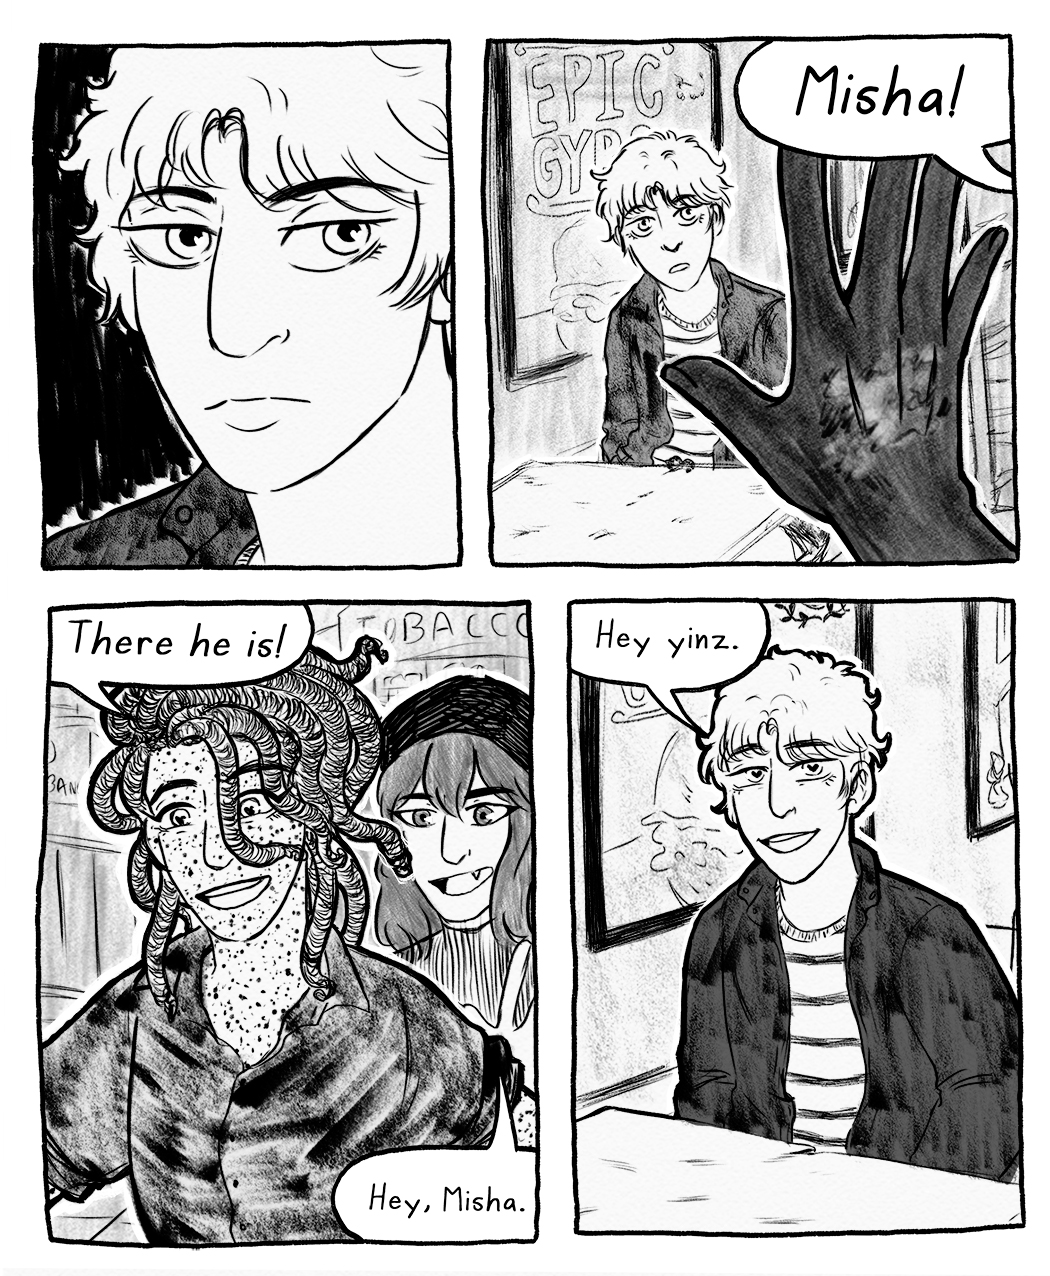 EPIC
Misha!
There he is!
TOBACCO
Hey, Misha.
Hey yinz.